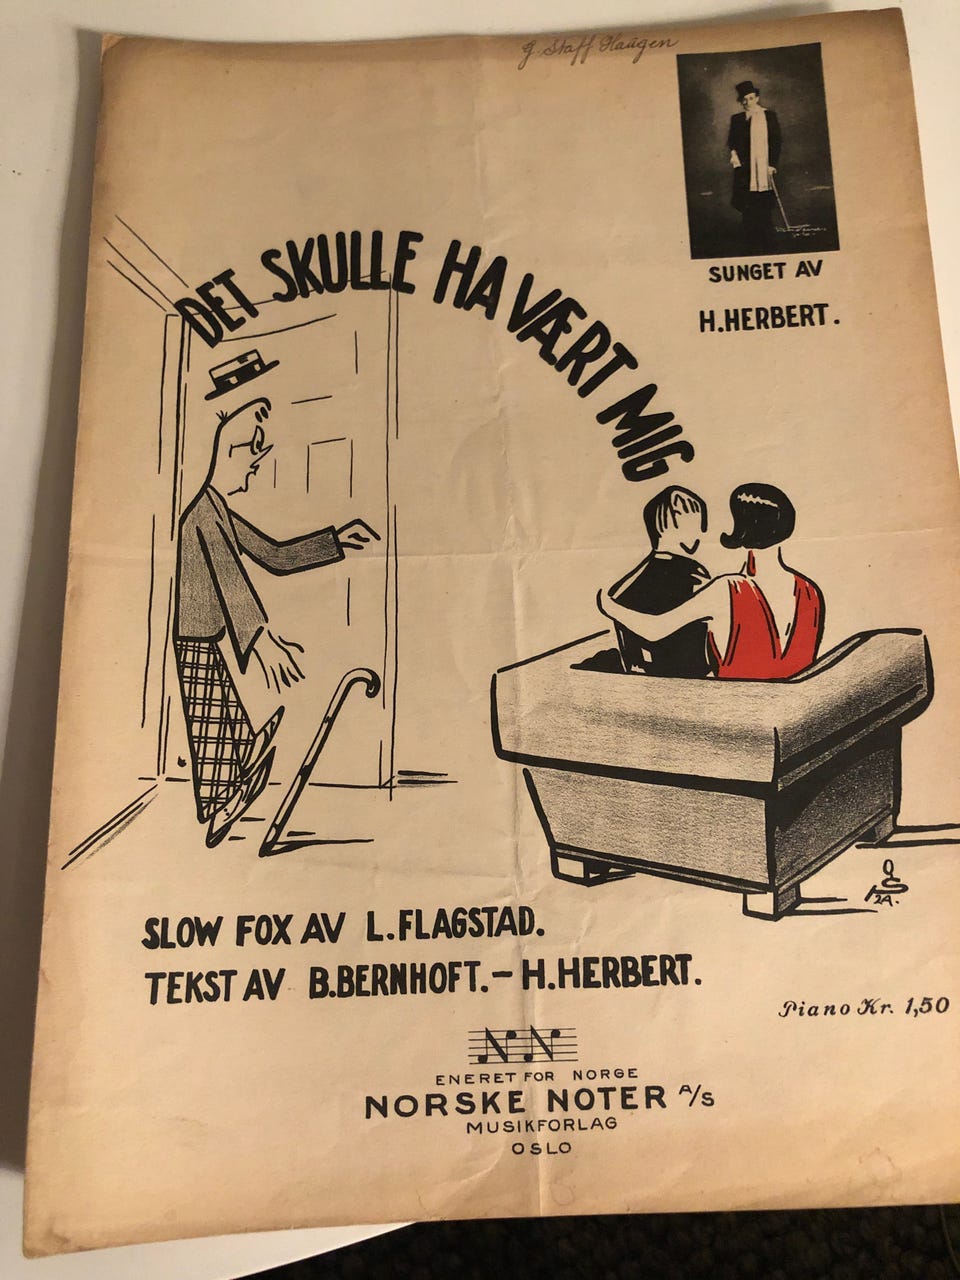 G. Staff Haugen
DET SKULLE HA VÆRT MIG
SUNGET AV
H. HERBERT.
SLOW FOX AV L. FLAGSTAD.
TEKST AV B. BERNHOFT. – H. HERBERT.
Piano Kr. 1,50
NN
ENERET FOR NORGE
NORSKE NOTER A/S
MUSIKFORLAG
OSLO